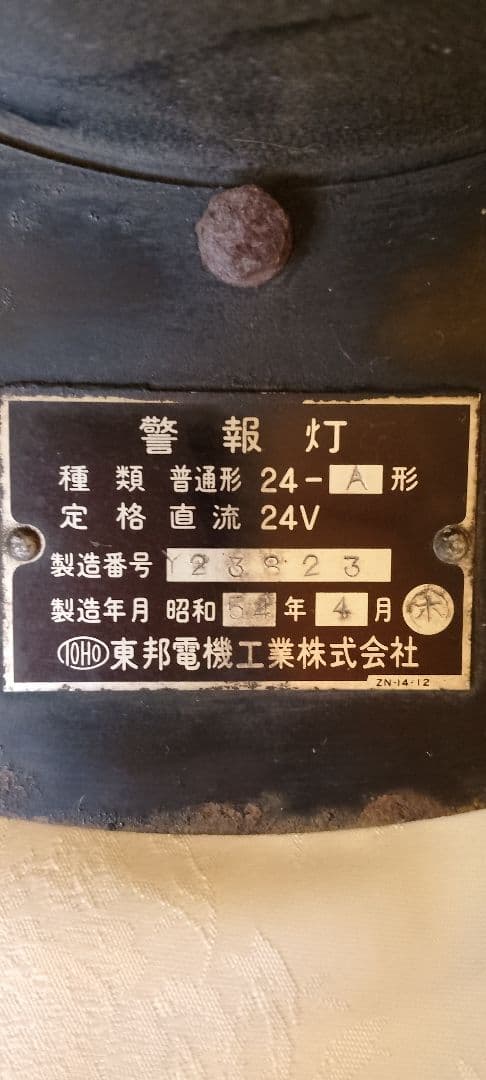 警報灯
種類 普通形 24-A形
定格 直流 24V
製造番号 Y23823
製造年月 昭和54年4月 木
TOHO 東邦電機工業株式会社
ZN-14-12